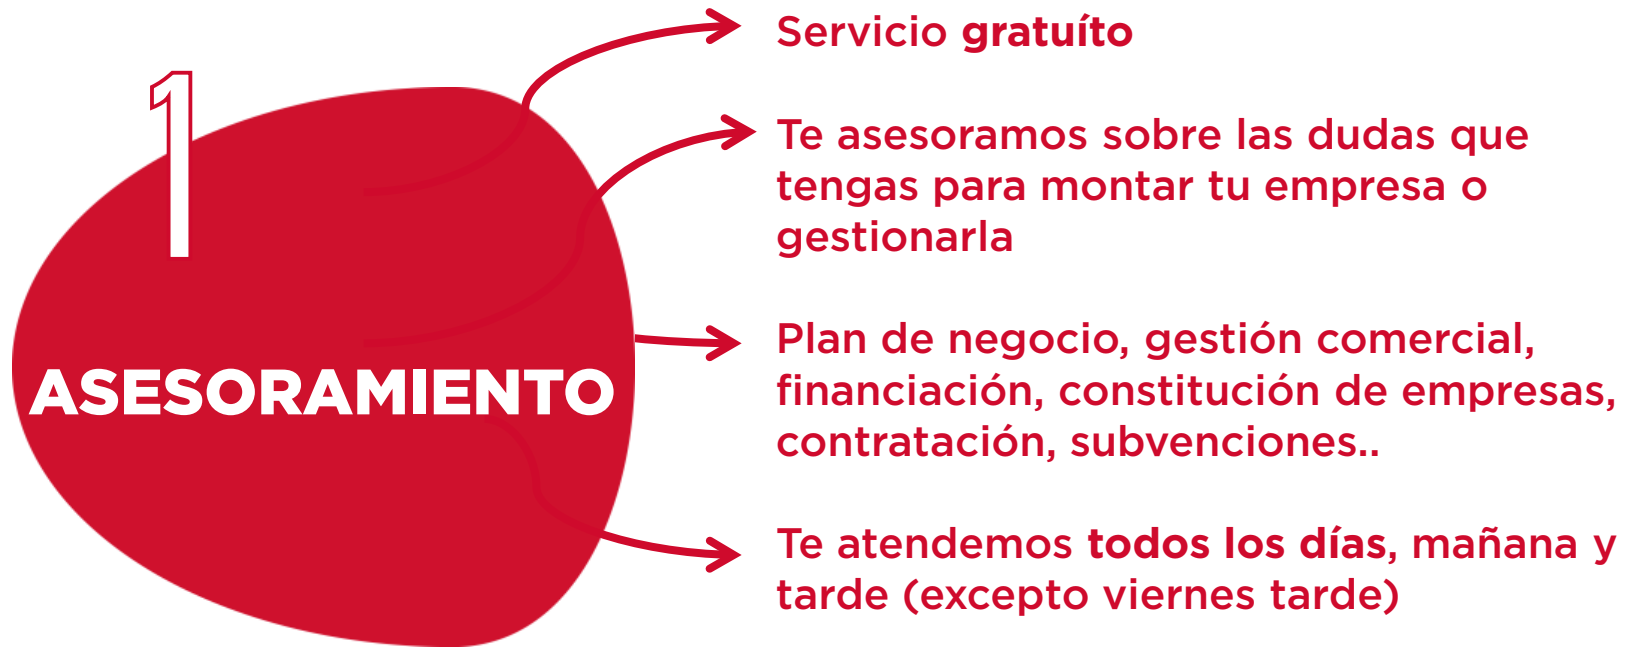 1
ASESORAMIENTO
Servicio gratuíto
Te asesoramos sobre las dudas que
tengas para montar tu empresa o
gestionarla
Plan de negocio, gestión comercial,
financiación, constitución de empresas,
contratación, subvenciones..
Te atendemos todos los días, mañana y
tarde (excepto viernes tarde)